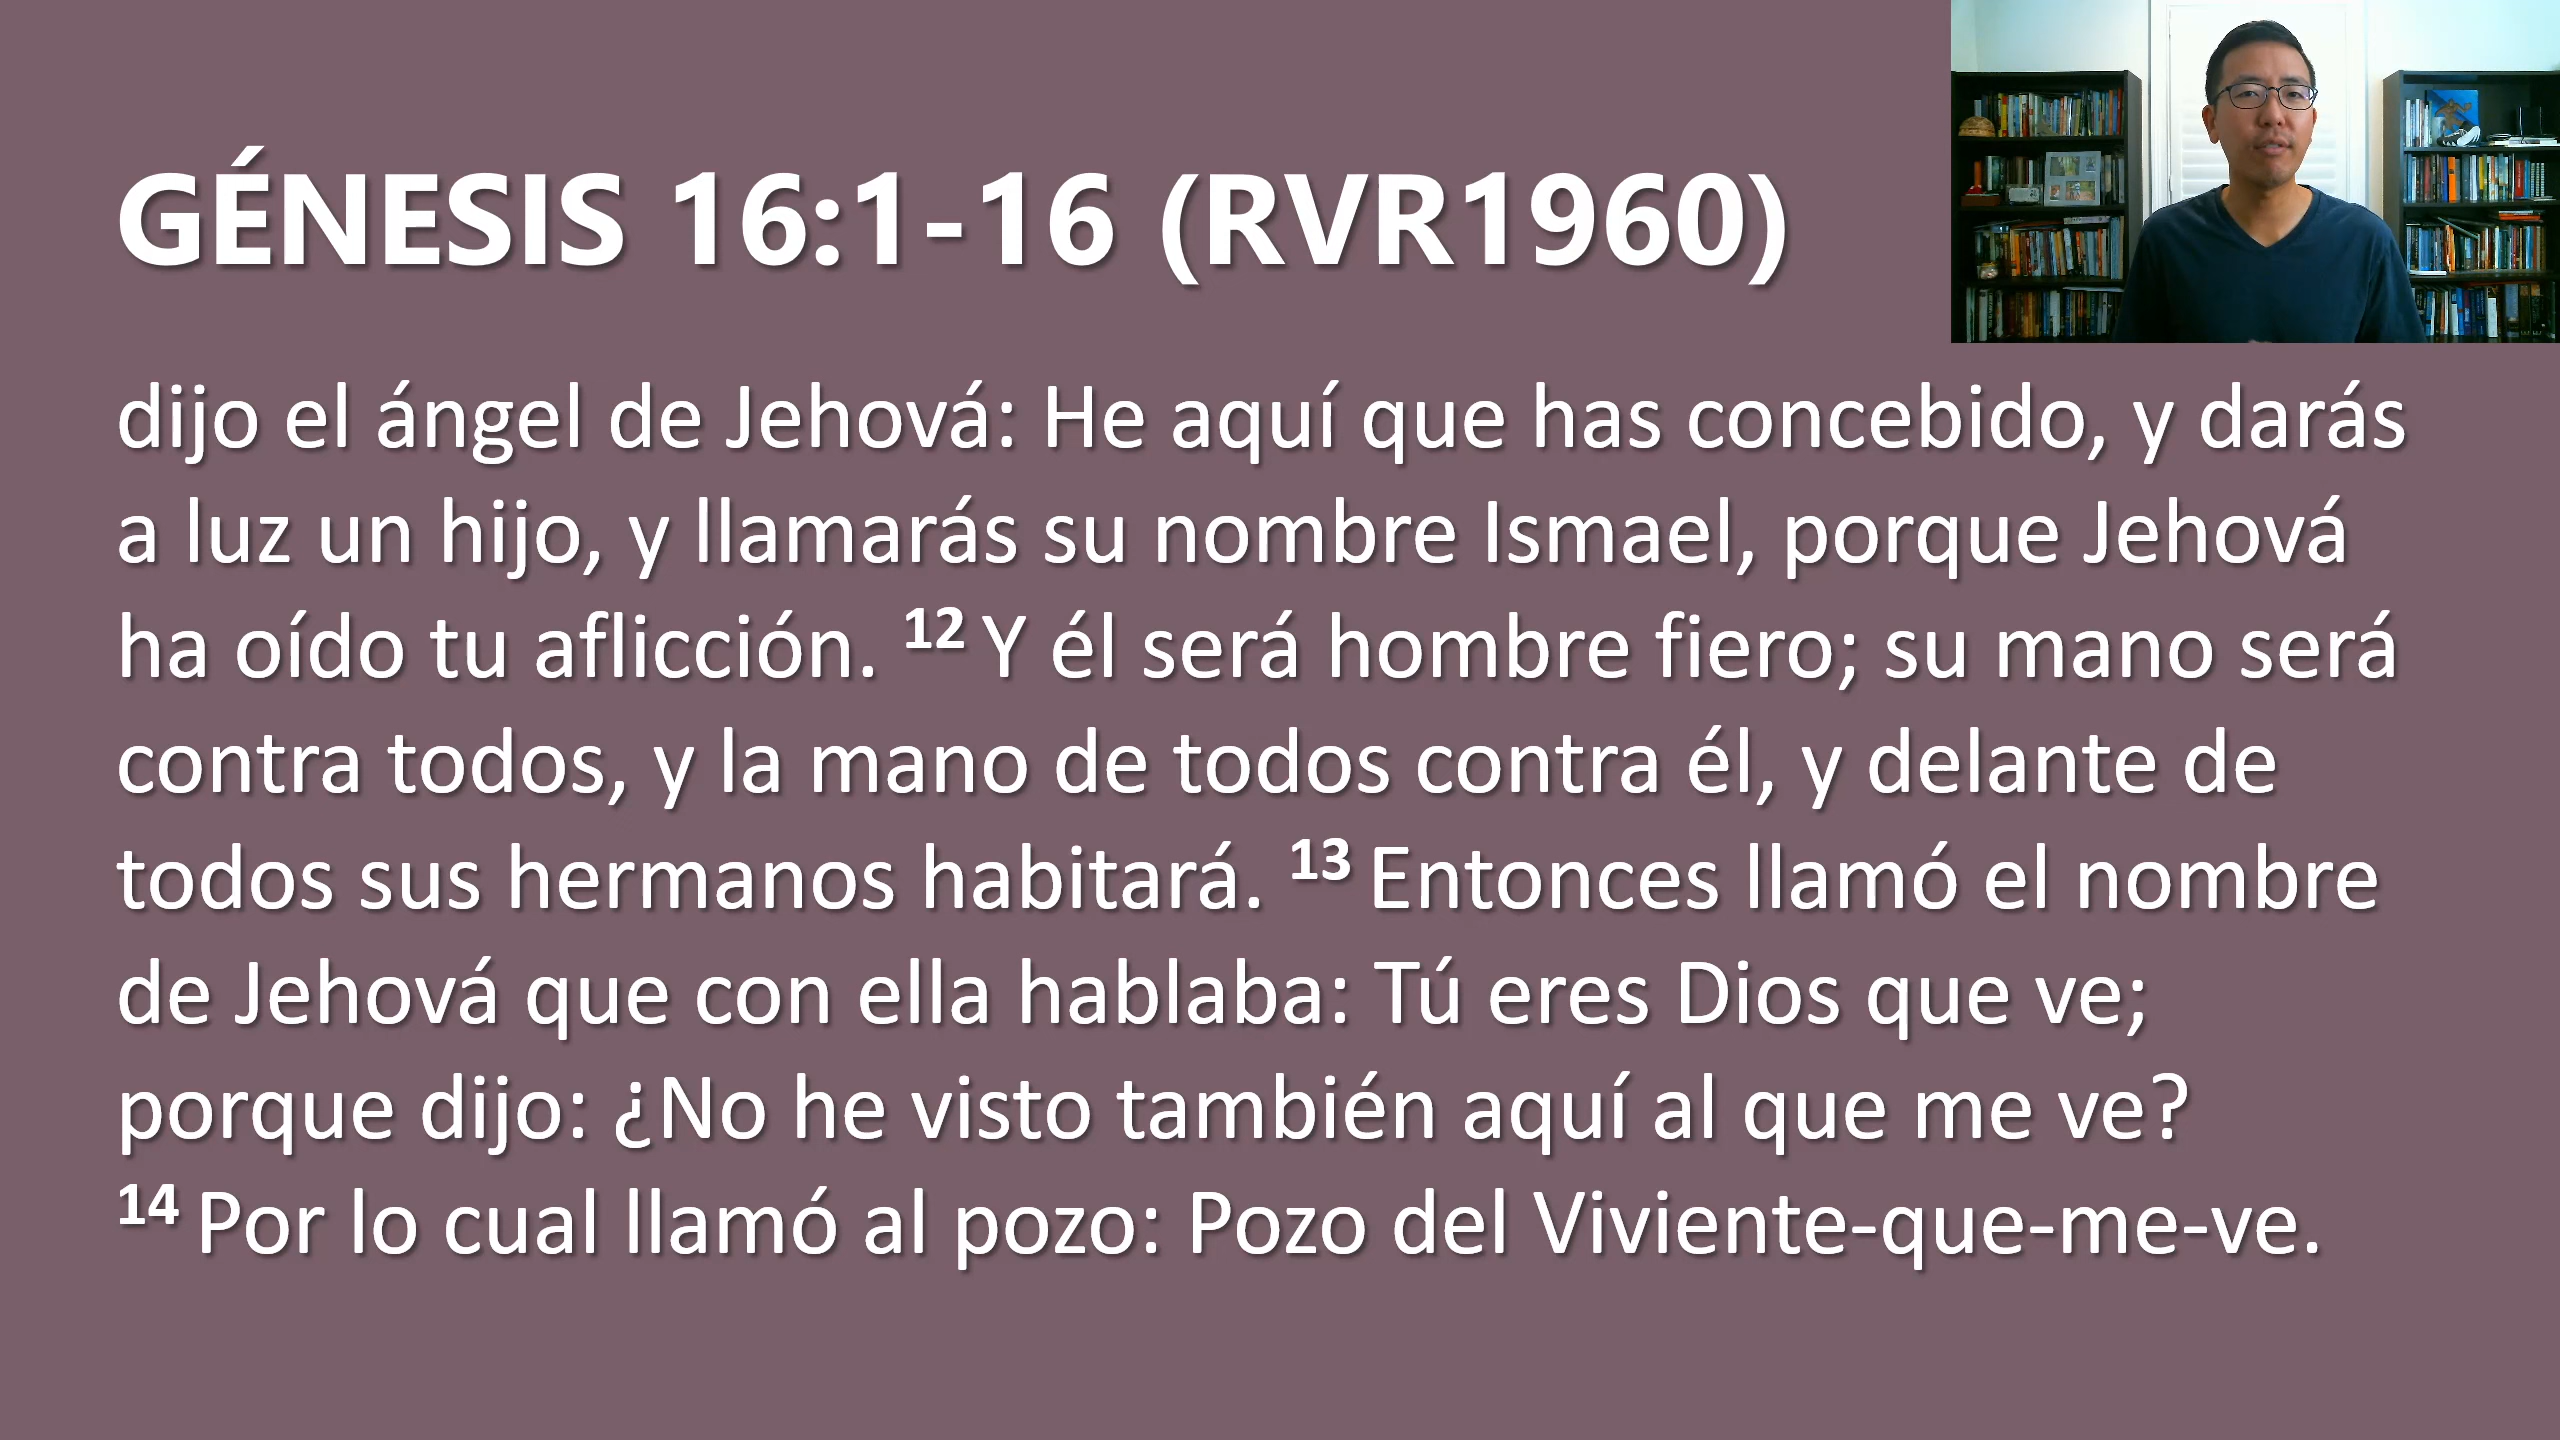 GÉNESIS 16:1-16 (RVR1960)
dijo el ángel de Jehová: He aquí que has concebido, y darás
a luz un hijo, y llamarás su nombre Ismael, porque Jehová
ha oído tu aflicción. 12 Y él será hombre fiero; su mano será
contra todos, y la mano de todos contra él, y delante de
todos sus hermanos habitará. 13 Entonces llamó el nombre
de Jehová que con ella hablaba: Tú eres Dios que ve;
porque dijo: ¿No he visto también aquí al que me ve?
14 Por lo cual llamó al pozo: Pozo del Viviente-que-me-ve.